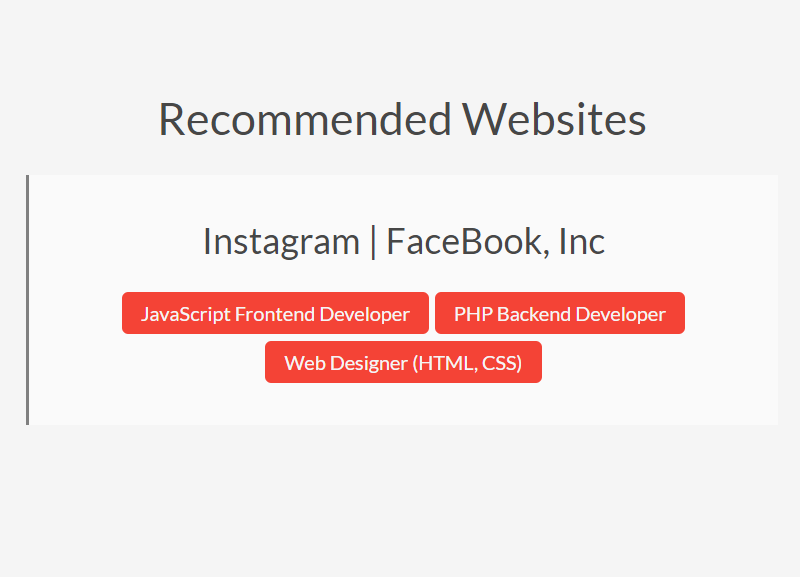 Recommended Websites
Instagram | FaceBook, Inc
JavaScript Frontend Developer PHP Backend Developer
Web Designer (HTML, CSS)